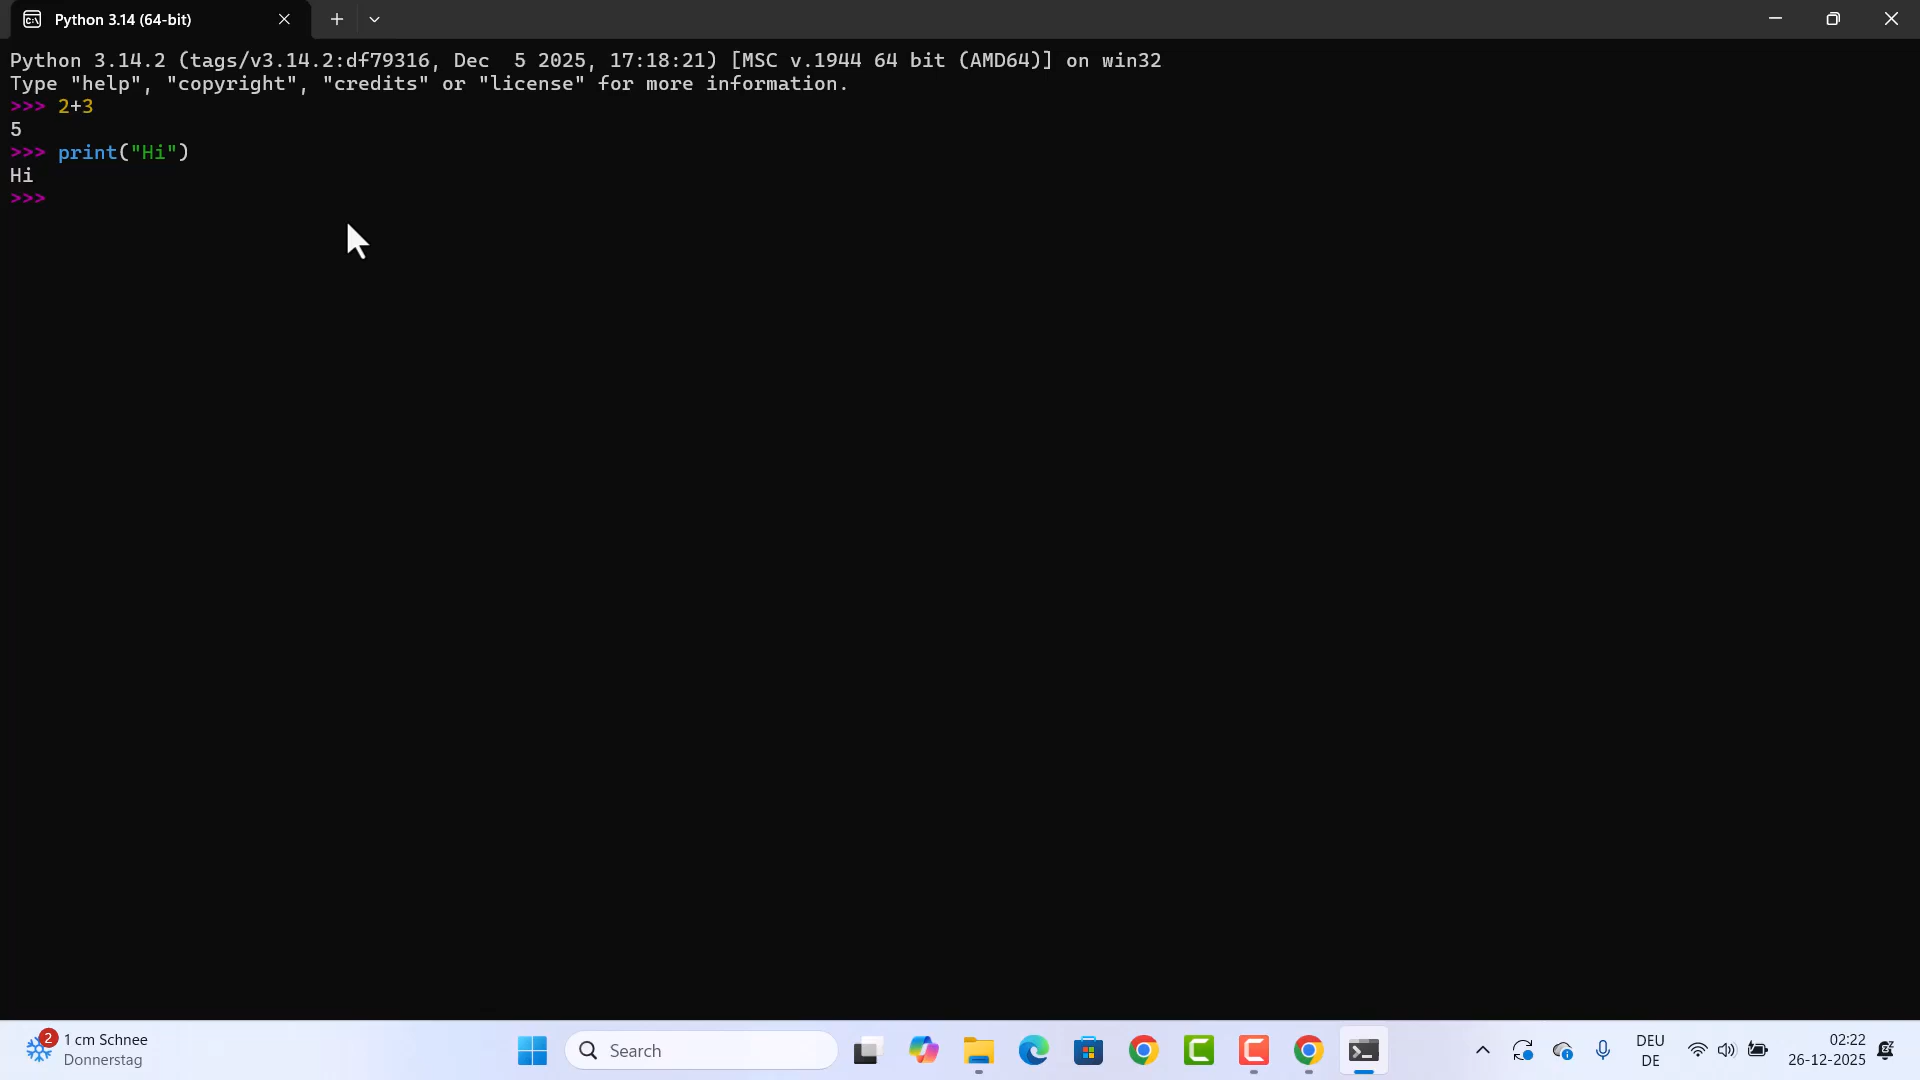 Python 3.14 (64-bit)
Python 3.14.2 (tags/v3.14.2:df79316, Dec  5 2025, 17:18:21) [MSC v.1944 64 bit (AMD64)] on win32
Type "help", "copyright", "credits" or "license" for more information.
>>> 2+3
5
>>> print("Hi")
Hi
>>>
2
1 cm Schnee
Donnerstag
Search
DEU
DE
02:22
26-12-2025